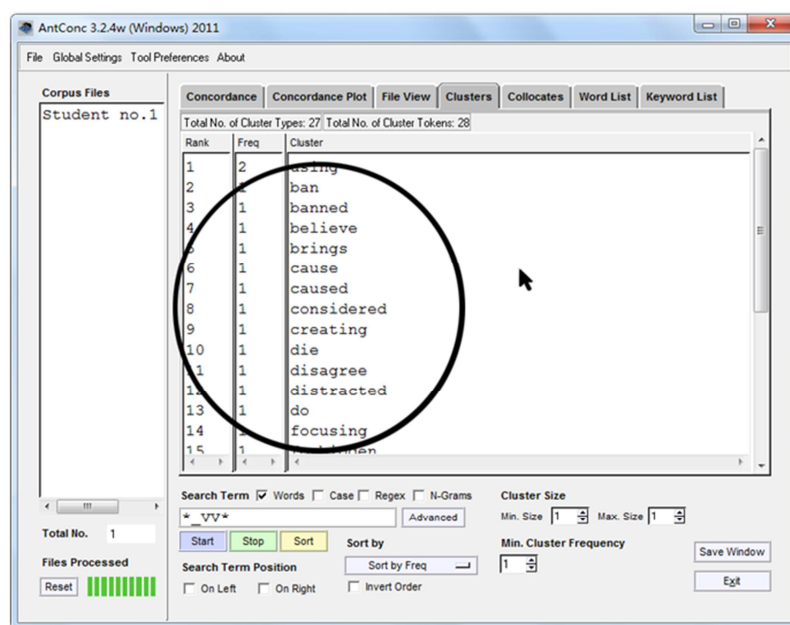 AntConc 3.2.4w (Windows) 2011
File Global Settings Tool Preferences About
Corpus Files
Student no.1
Total No. 1
Files Processed
Reset
Concordance Concordance Plot File View Clusters Collocates Word List Keyword List
Total No. of Cluster Types: 27 Total No. of Cluster Tokens: 28
Rank Freq Cluster
1 2 using
2 1 ban
3 1 banned
4 1 believe
5 1 brings
6 1 cause
7 1 caused
8 1 considered
9 1 creating
10 1 die
11 1 disagree
12 1 distracted
13 1 do
14 1 focusing
15 1
Search Term Words Case Regex N-Grams
*_VV* Advanced
Start Stop Sort
Search Term Position
On Left On Right
Sort by
Sort by Freq
Invert Order
Cluster Size
Min. Size 1 Max. Size 1
Min. Cluster Frequency
1
Save Window
Exit